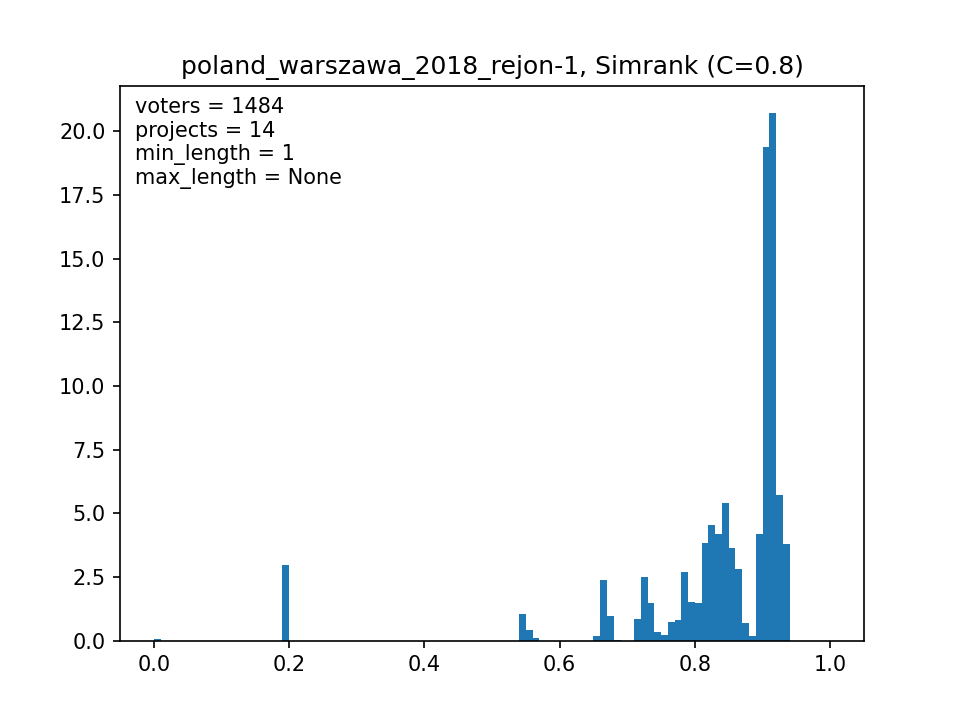 poland_warszawa_2018_rejon-1, Simrank (C=0.8)
voters = 1484
projects = 14
min_length = 1
max_length = None
20.0
17.5
15.0
12.5
10.0
7.5
5.0
2.5
0.0
0.0 0.2 0.4 0.6 0.8 1.0